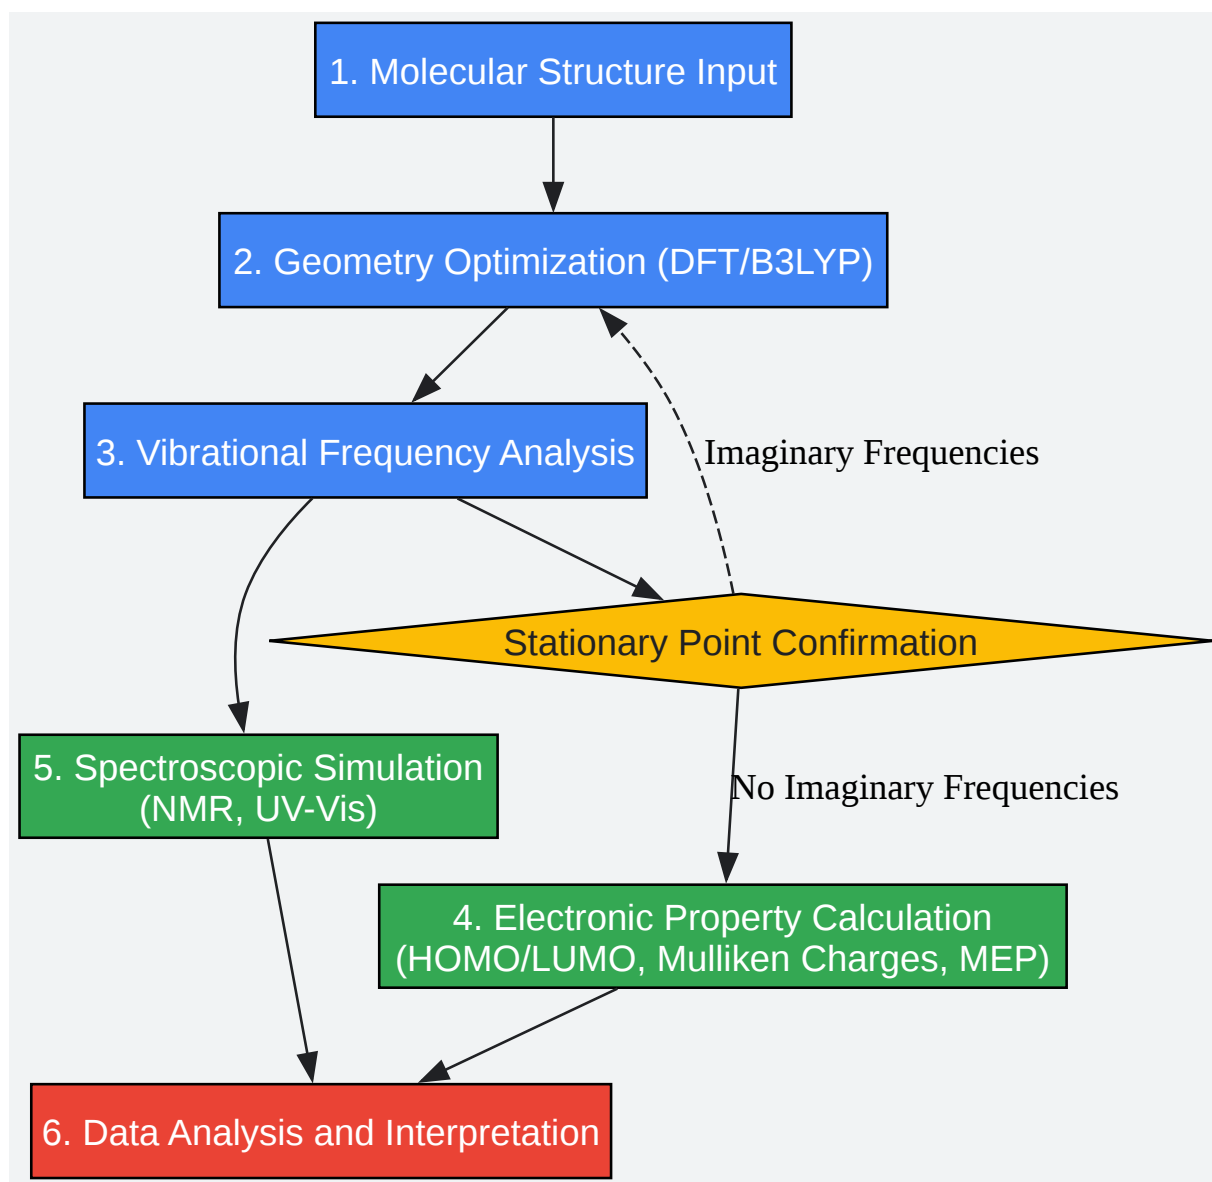 1. Molecular Structure Input
2. Geometry Optimization (DFT/B3LYP)
3. Vibrational Frequency Analysis
Imaginary Frequencies
Stationary Point Confirmation
5. Spectroscopic Simulation
(NMR, UV-Vis)
No Imaginary Frequencies
4. Electronic Property Calculation
(HOMO/LUMO, Mulliken Charges, MEP)
6. Data Analysis and Interpretation